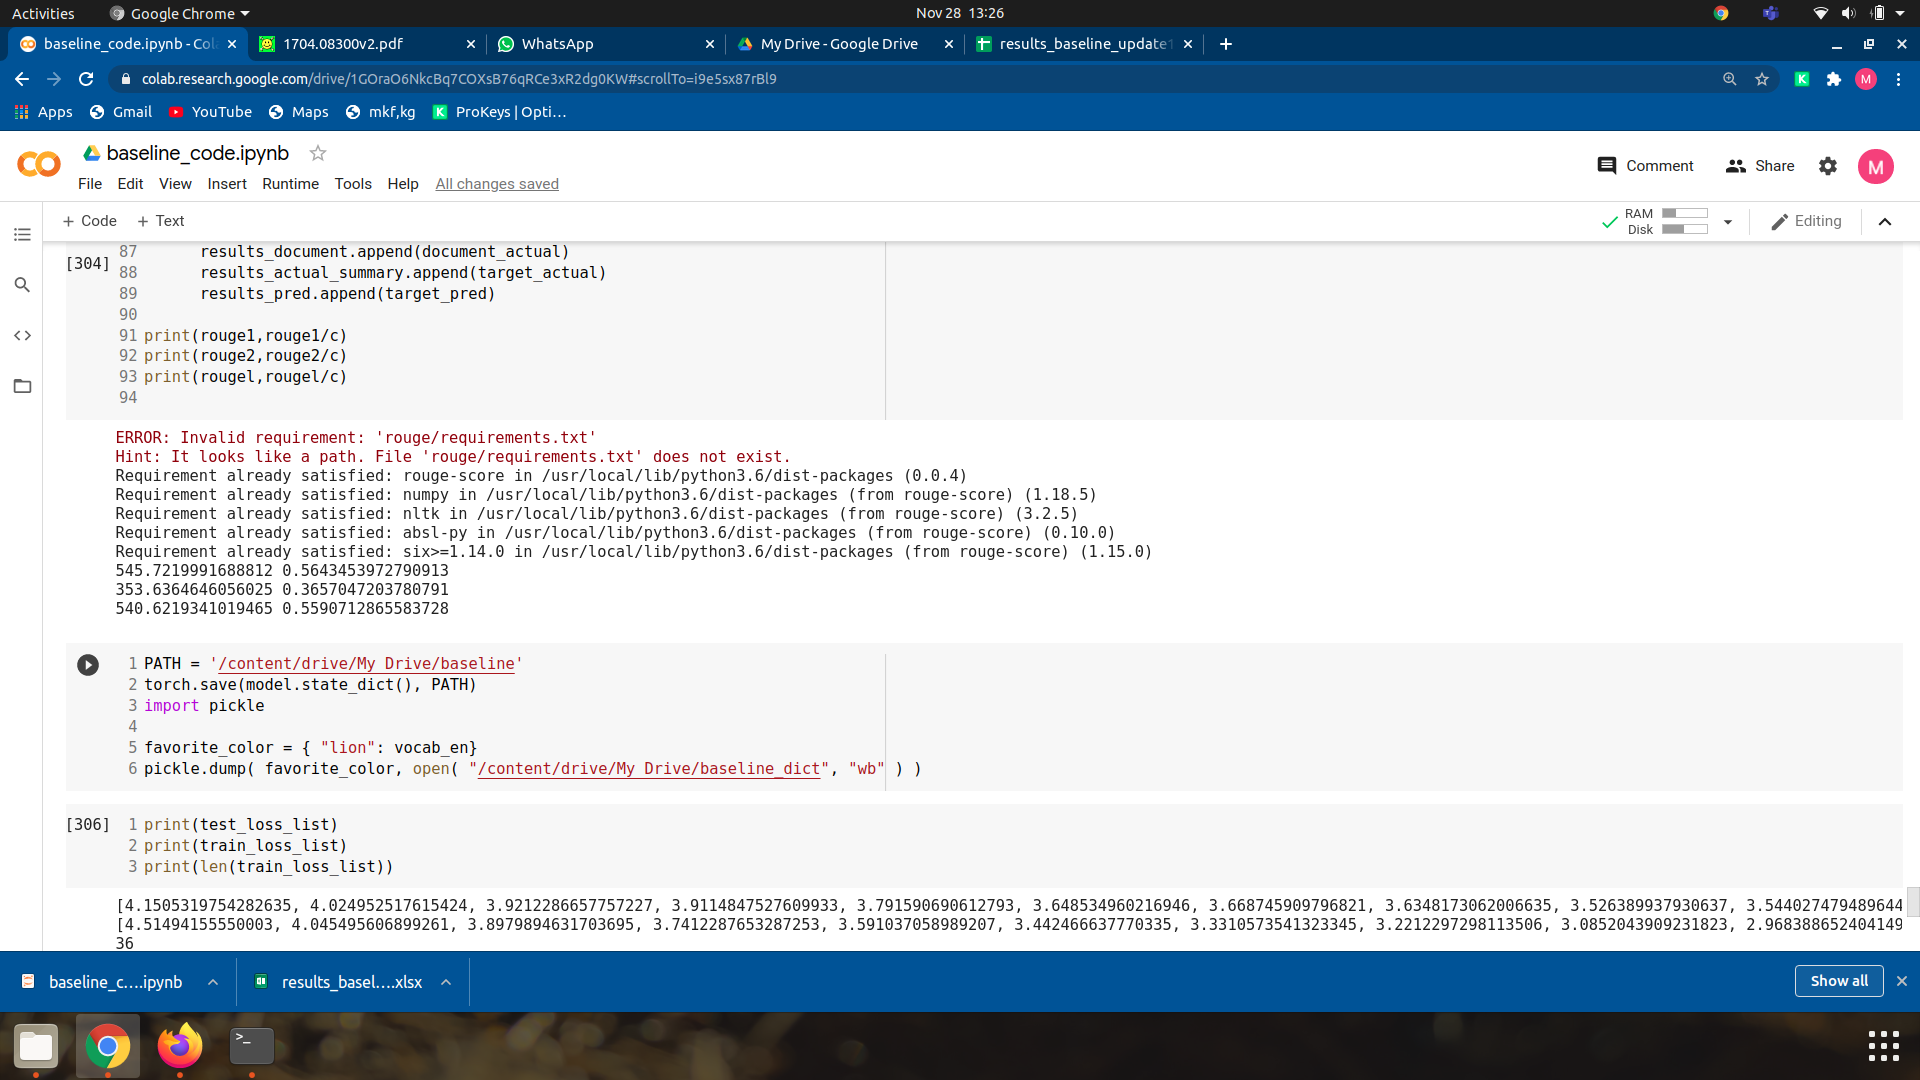 Activities Google Chrome Nov 28 13:26
baseline_code.ipynb - Cola 1704.08300v2.pdf WhatsApp My Drive - Google Drive results_baseline_update1
colab.research.google.com/drive/1GOraO6NkcBq7COXsB76qRCe3xR2dg0KW#scrollTo=i9e5sx87rBl9 K M
Apps Gmail YouTube Maps mkf,kg K ProKeys | Opti…
baseline_code.ipynb
Comment Share M
File Edit View Insert Runtime Tools Help All changes saved
+ Code + Text RAM Disk Editing
87 results_document.append(document_actual)
[304] 88 results_actual_summary.append(target_actual)
89 results_pred.append(target_pred)
90
91 print(rouge1,rouge1/c)
92 print(rouge2,rouge2/c)
93 print(rougel,rougel/c)
94
ERROR: Invalid requirement: 'rouge/requirements.txt'
Hint: It looks like a path. File 'rouge/requirements.txt' does not exist.
Requirement already satisfied: rouge-score in /usr/local/lib/python3.6/dist-packages (0.0.4)
Requirement already satisfied: numpy in /usr/local/lib/python3.6/dist-packages (from rouge-score) (1.18.5)
Requirement already satisfied: nltk in /usr/local/lib/python3.6/dist-packages (from rouge-score) (3.2.5)
Requirement already satisfied: absl-py in /usr/local/lib/python3.6/dist-packages (from rouge-score) (0.10.0)
Requirement already satisfied: six>=1.14.0 in /usr/local/lib/python3.6/dist-packages (from rouge-score) (1.15.0)
545.7219991688812 0.5643453972790913
353.6364646056025 0.3657047203780791
540.6219341019465 0.5590712865583728
1 PATH = '/content/drive/My Drive/baseline'
2 torch.save(model.state_dict(), PATH)
3 import pickle
4
5 favorite_color = { "lion": vocab_en}
6 pickle.dump( favorite_color, open( "/content/drive/My Drive/baseline_dict", "wb" ) )
[306] 1 print(test_loss_list)
2 print(train_loss_list)
3 print(len(train_loss_list))
[4.1505319754282635, 4.024952517615424, 3.9212286657757227, 3.9114847527609933, 3.791590690612793, 3.648534960216946, 3.668745909796821, 3.6348173062006635, 3.526389937930637, 3.544027479489644
[4.51494155550003, 4.045495606899261, 3.8979894631703695, 3.7412287653287253, 3.591037058989207, 3.442466637770335, 3.3310573541323345, 3.2212297298113506, 3.0852043909231823, 2.968388652404149
36
baseline_c....ipynb results_basel....xlsx Show all